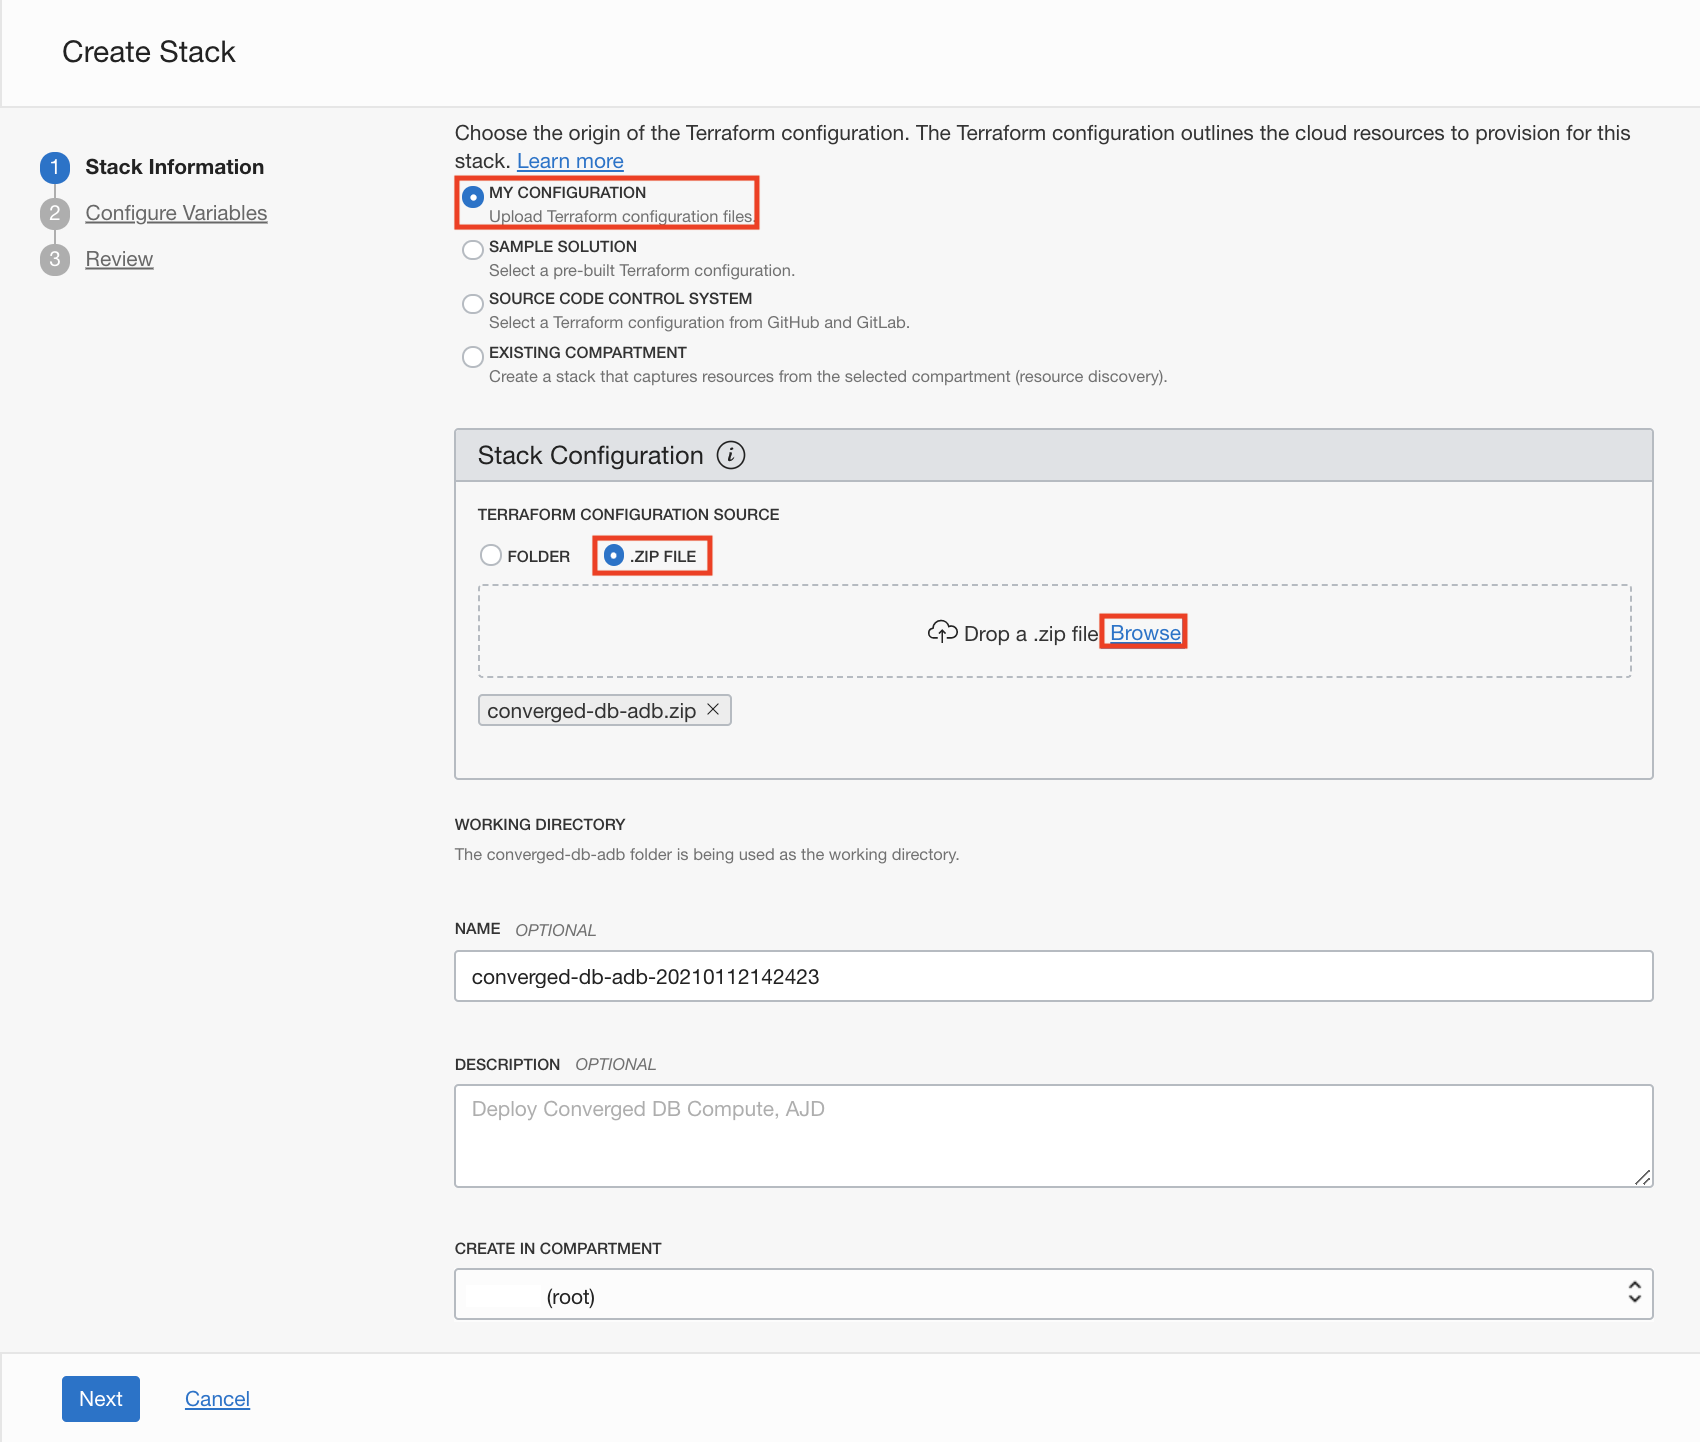 Create Stack
1 Stack Information
2 Configure Variables
3 Review
Choose the origin of the Terraform configuration. The Terraform configuration outlines the cloud resources to provision for this
stack. Learn more
MY CONFIGURATION
Upload Terraform configuration files.
SAMPLE SOLUTION
Select a pre-built Terraform configuration.
SOURCE CODE CONTROL SYSTEM
Select a Terraform configuration from GitHub and GitLab.
EXISTING COMPARTMENT
Create a stack that captures resources from the selected compartment (resource discovery).
Stack Configuration i
TERRAFORM CONFIGURATION SOURCE
FOLDER .ZIP FILE
Drop a .zip file Browse
converged-db-adb.zip ×
WORKING DIRECTORY
The converged-db-adb folder is being used as the working directory.
NAME OPTIONAL
converged-db-adb-20210112142423
DESCRIPTION OPTIONAL
Deploy Converged DB Compute, AJD
CREATE IN COMPARTMENT
(root)
Next Cancel